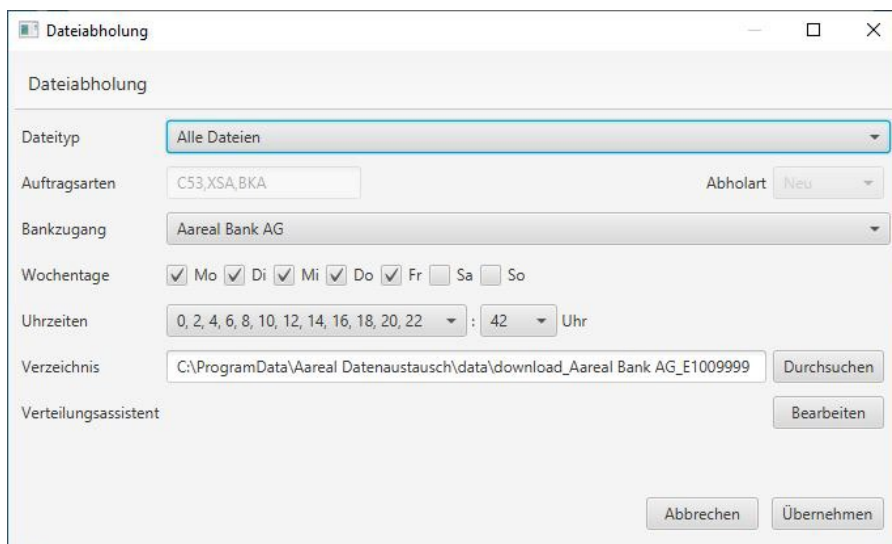 Dateiabholung
Dateiabholung
Dateityp Alle Dateien
Auftragsarten C53,XSA,BKA Abholart Neu
Bankzugang Aareal Bank AG
Wochentage Mo Di Mi Do Fr Sa So
Uhrzeiten 0, 2, 4, 6, 8, 10, 12, 14, 16, 18, 20, 22 : 42 Uhr
Verzeichnis C:\ProgramData\Aareal Datenaustausch\data\download_Aareal Bank AG_E1009999 Durchsuchen
Verteilungsassistent Bearbeiten
Abbrechen Übernehmen